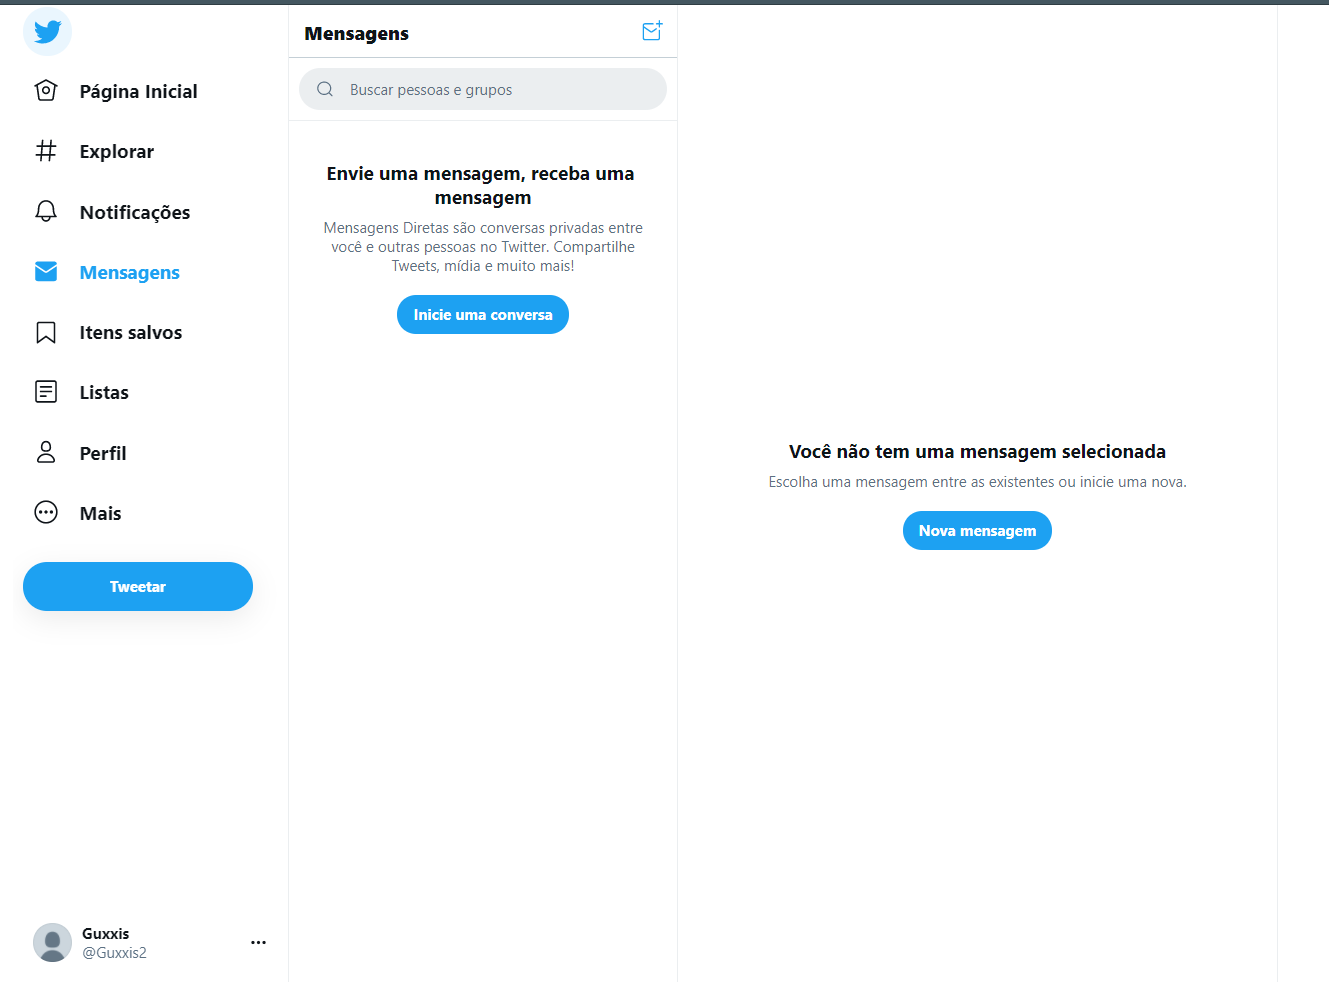 Página Inicial
Explorar
Notificações
Mensagens
Itens salvos
Listas
Perfil
Mais
Tweetar
Guxxis
@Guxxis2
Mensagens
Buscar pessoas e grupos
Envie uma mensagem, receba uma
mensagem
Mensagens Diretas são conversas privadas entre
você e outras pessoas no Twitter. Compartilhe
Tweets, mídia e muito mais!
Inicie uma conversa
Você não tem uma mensagem selecionada
Escolha uma mensagem entre as existentes ou inicie uma nova.
Nova mensagem